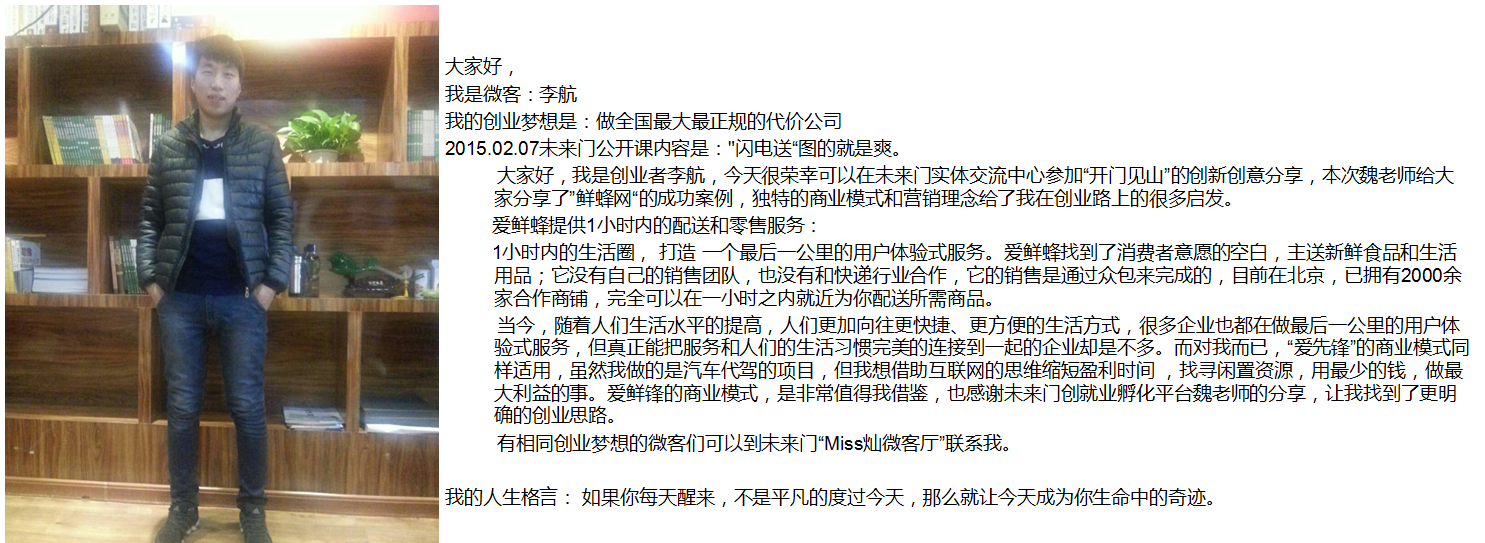 大家好，
我是微客：李航
我的创业梦想是：做全国最大最正规的代价公司
2015.02.07未来门公开课内容是："闪电送“图的就是爽。
大家好，我是创业者李航，今天很荣幸可以在未来门实体交流中心参加“开门见山”的创新创意分享，本次魏老师给大
家分享了”鲜蜂网“的成功案例，独特的商业模式和营销理念给了我在创业路上的很多启发。
爱鲜蜂提供1小时内的配送和零售服务：
1小时内的生活圈， 打造 一个最后一公里的用户体验式服务。爱鲜蜂找到了消费者意愿的空白，主送新鲜食品和生活
用品；它没有自己的销售团队，也没有和快递行业合作，它的销售是通过众包来完成的，目前在北京，已拥有2000余
家合作商铺，完全可以在一小时之内就近为你配送所需商品。
当今，随着人们生活水平的提高，人们更加向往更快捷、更方便的生活方式，很多企业也都在做最后一公里的用户体
验式服务，但真正能把服务和人们的生活习惯完美的连接到一起的企业却是不多。而对我而已，“爱先锋”的商业模式同
样适用，虽然我做的是汽车代驾的项目，但我想借助互联网的思维缩短盈利时间 ，找寻闲置资源，用最少的钱，做最
大利益的事。爱鲜锋的商业模式，是非常值得我借鉴，也感谢未来门创就业孵化平台魏老师的分享，让我找到了更明
确的创业思路。
有相同创业梦想的微客们可以到未来门“Miss灿微客厅”联系我。
我的人生格言： 如果你每天醒来，不是平凡的度过今天，那么就让今天成为你生命中的奇迹。